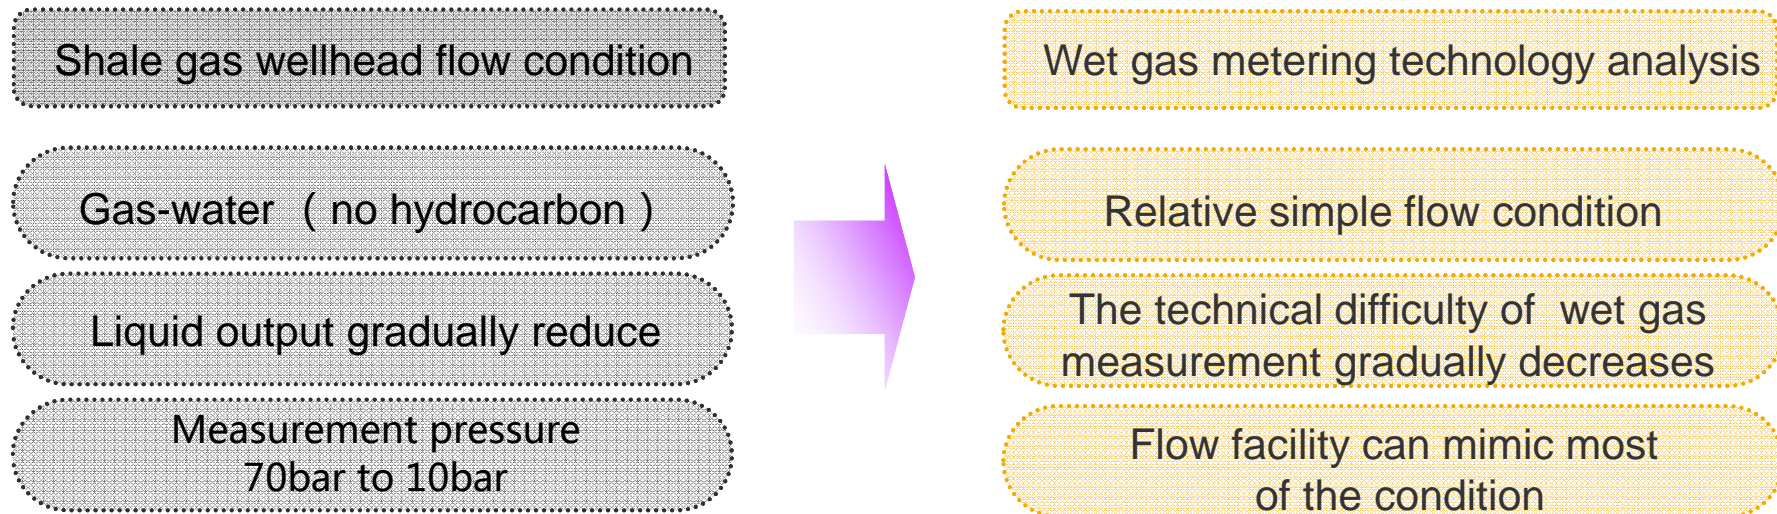 Shale gas wellhead flow condition
Gas-water （no hydrocarbon）
Liquid output gradually reduce
Measurement pressure
70bar to 10bar
Wet gas metering technology analysis
Relative simple flow condition
The technical difficulty of wet gas
measurement gradually decreases
Flow facility can mimic most
of the condition